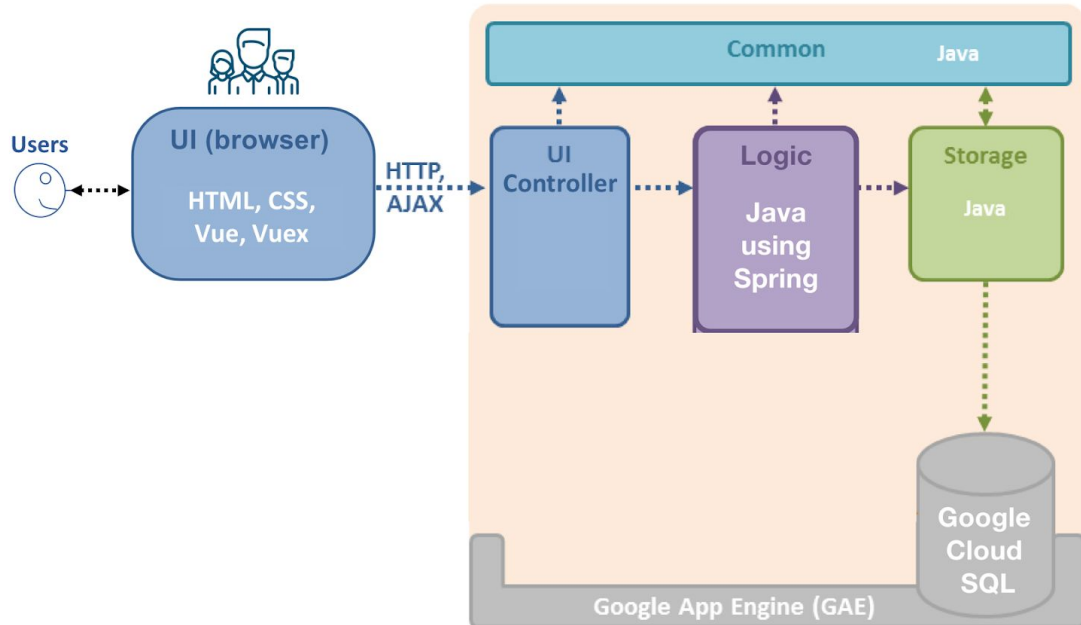 Users
UI (browser)
HTML, CSS,
Vue, Vuex
HTTP,
AJAX
Common
Java
UI
Controller
Logic
Java
using
Spring
Storage
Java
Google
Cloud
SQL
Google App Engine (GAE)